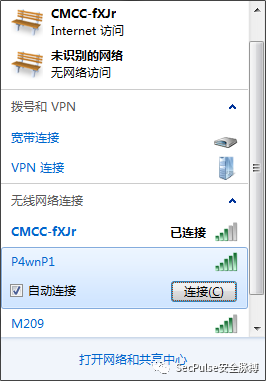 CMCC-fXJr
Internet 访问
未识别的网络
无网络访问
拨号和 VPN
宽带连接
VPN 连接
无线网络连接
CMCC-fXJr 已连接
P4wnP1
自动连接 连接(C)
M209
打开网络和共享中心
SecPulse安全脉搏